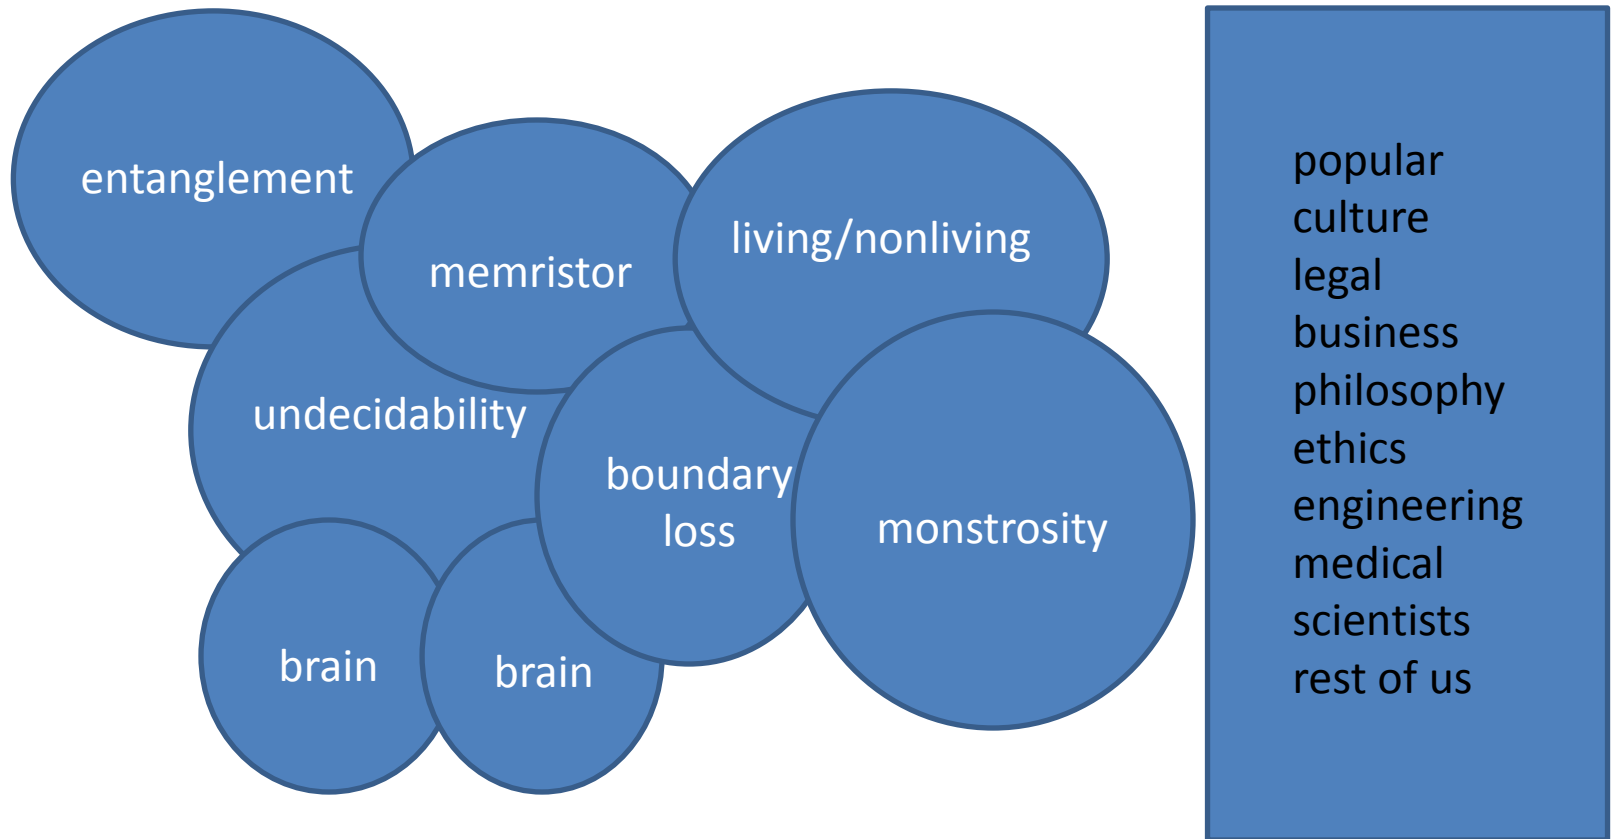 entanglement
memristor
living/nonliving
undecidability
boundary
loss
monstrosity
brain
brain
popular
culture
legal
business
philosophy
ethics
engineering
medical
scientists
rest of us